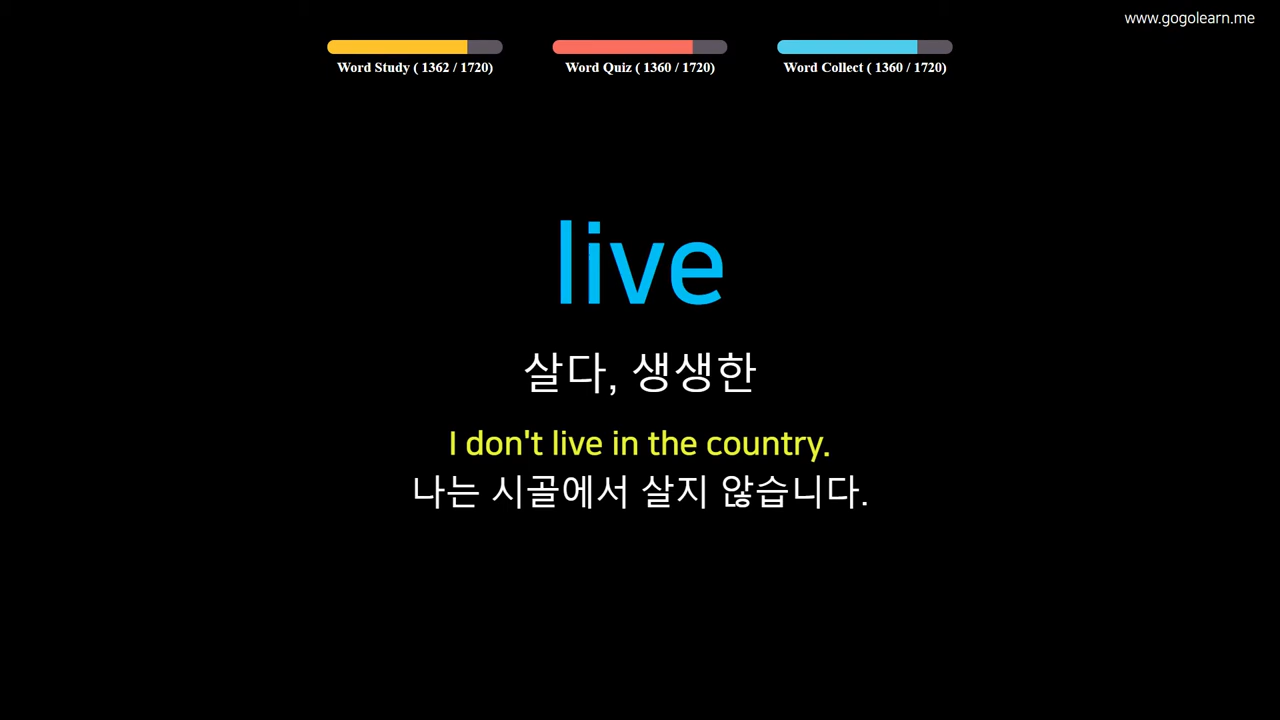 www.gogolearn.me
Word Study ( 1362 / 1720)
Word Quiz ( 1360 / 1720)
Word Collect ( 1360 / 1720)
live
살다, 생생한
I don't live in the country.
나는 시골에서 살지 않습니다.